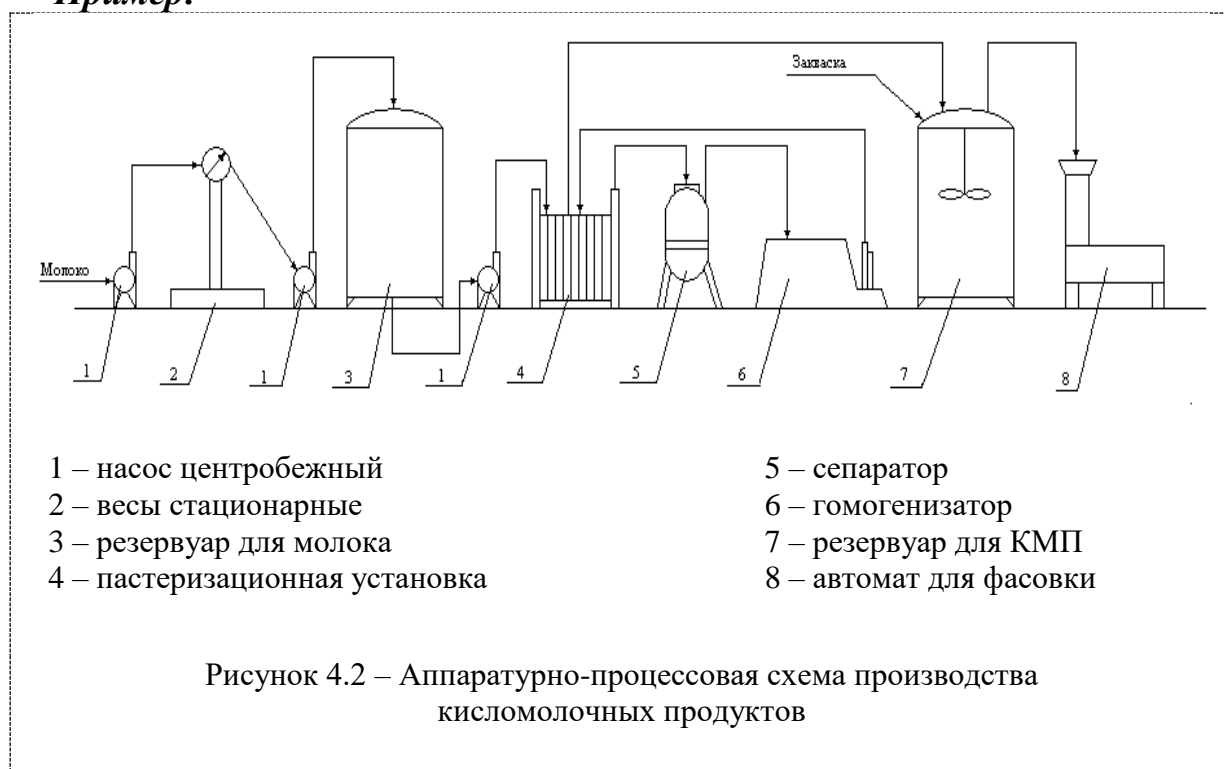 Пример:
Закваска
Молоко
1
2
1
3
1
4
5
6
7
8
1 – насос центробежный
2 – весы стационарные
3 – резервуар для молока
4 – пастеризационная установка
5 – сепаратор
6 – гомогенизатор
7 – резервуар для КМП
8 – автомат для фасовки
Рисунок 4.2 – Аппаратурно-процессовая схема производства
кисломолочных продуктов